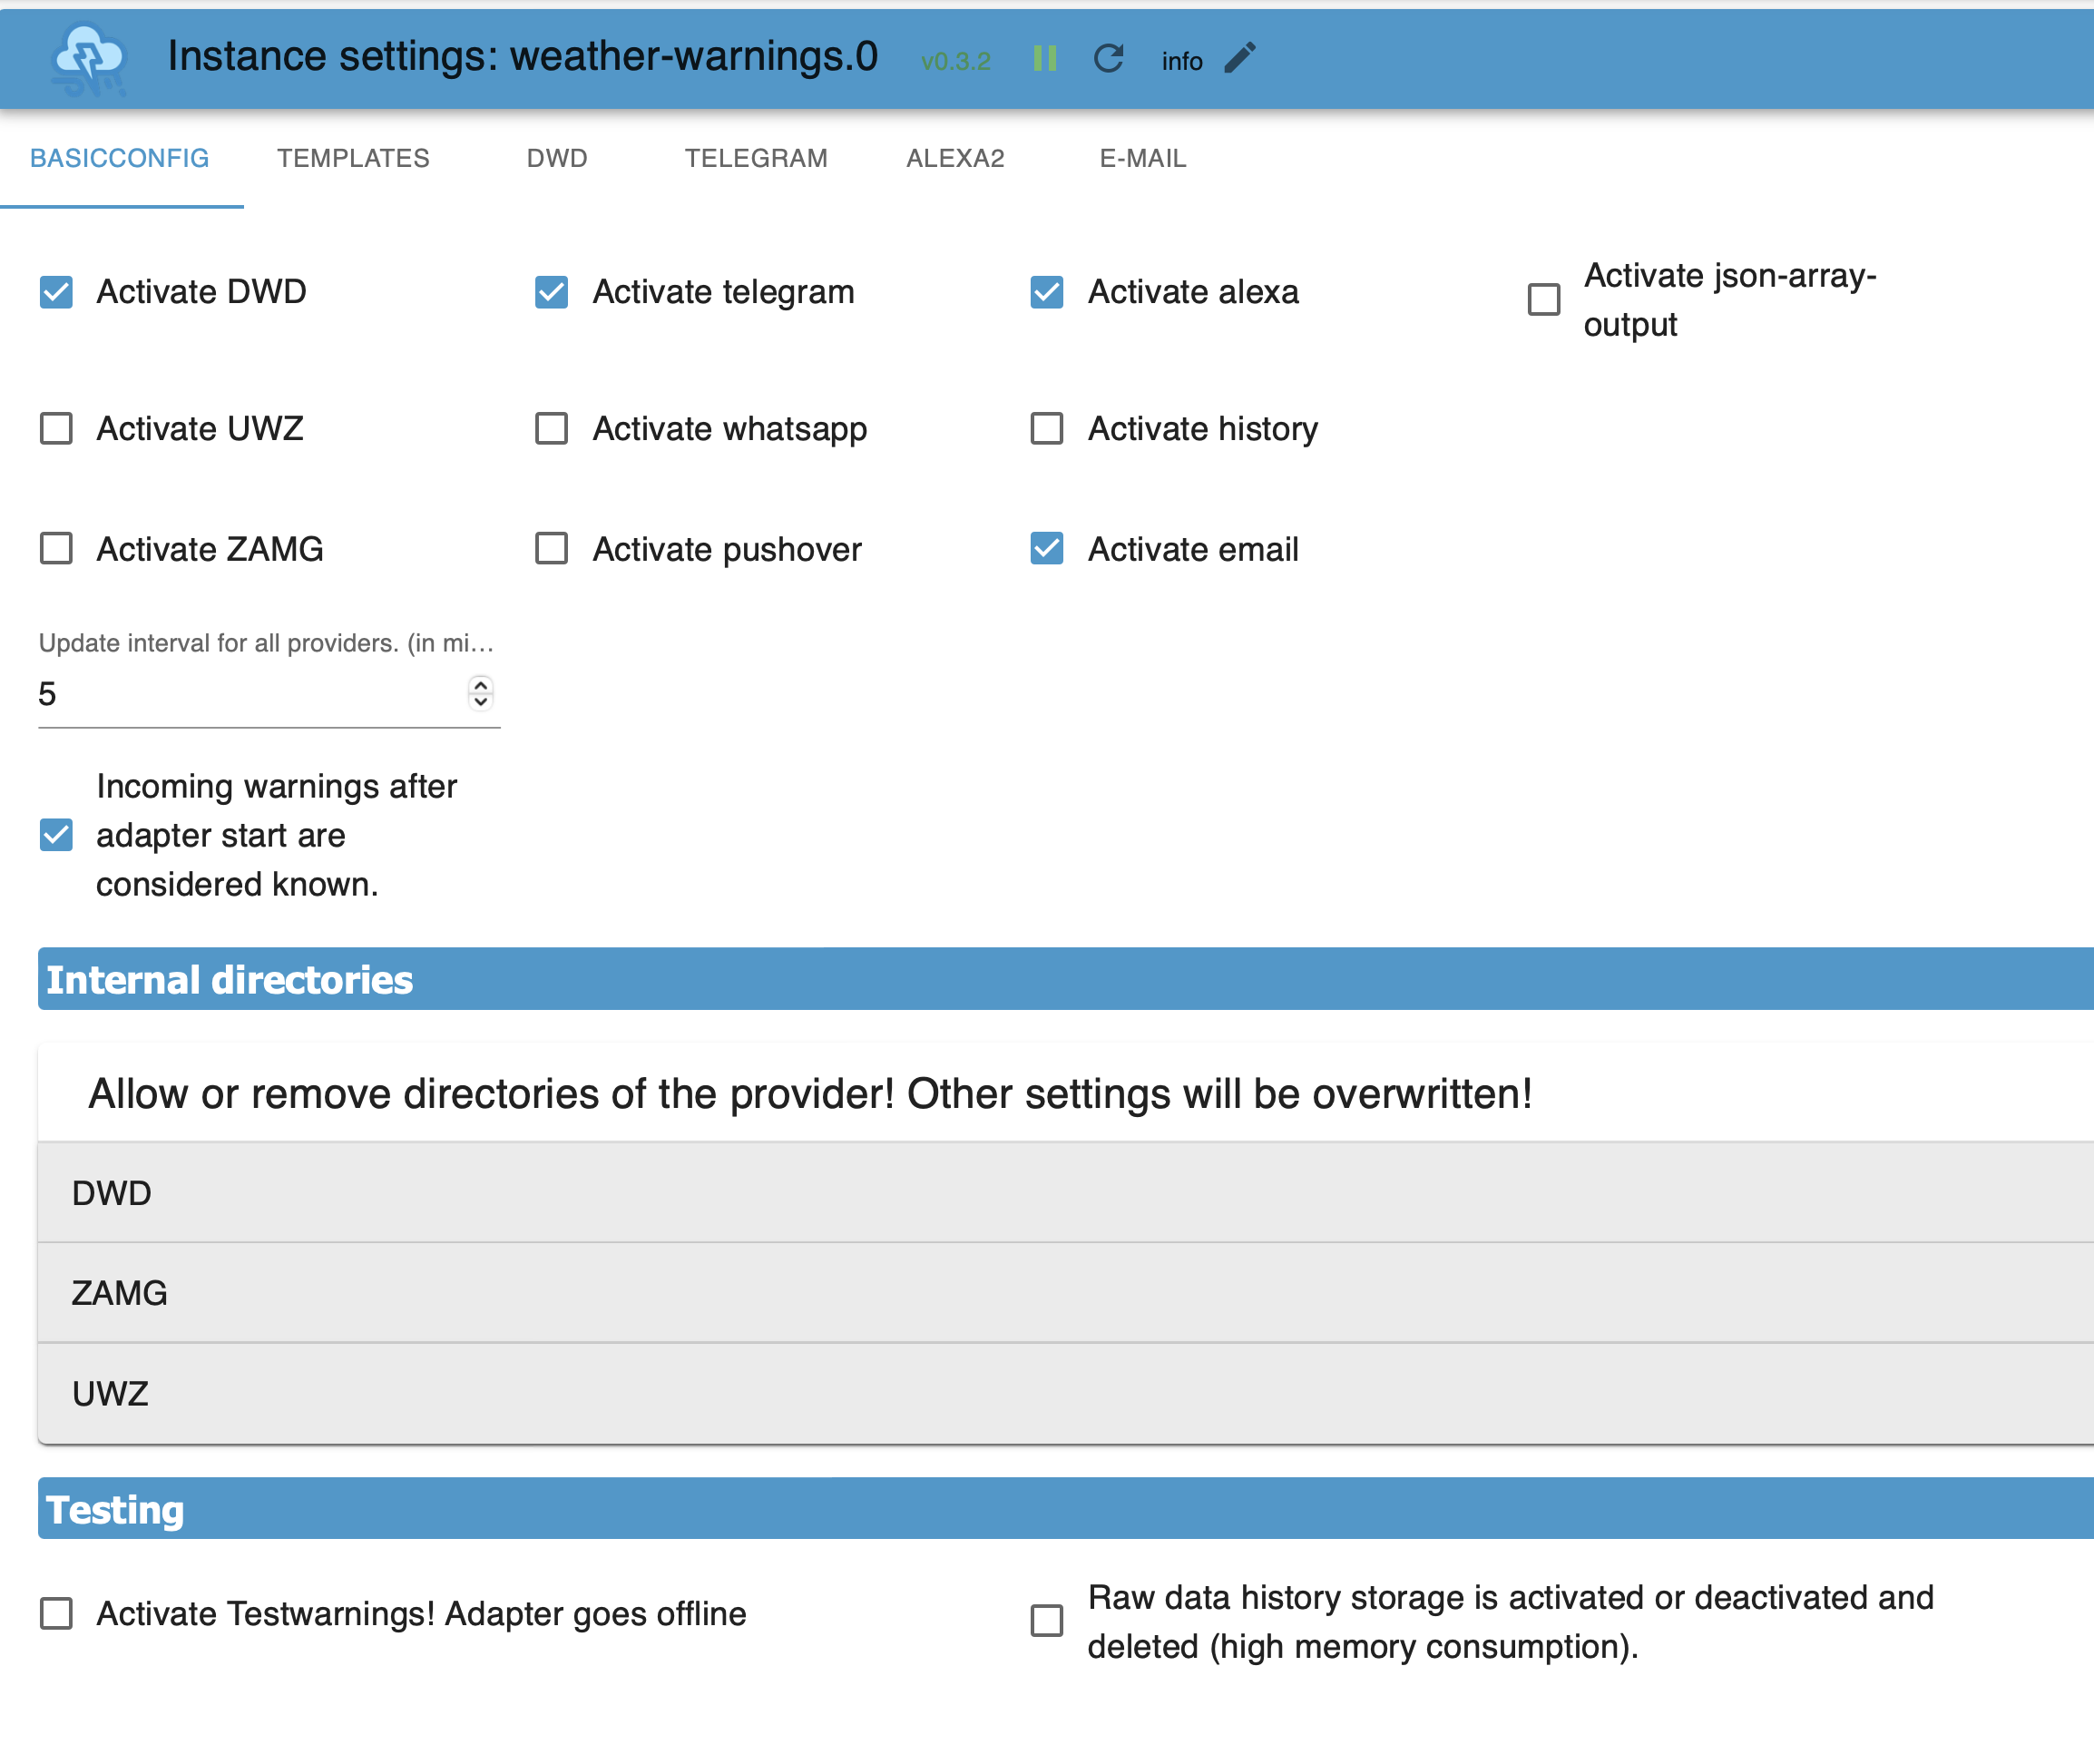 Instance settings: weather-warnings.0 v0.3.2 info
BASICCONFIG TEMPLATES DWD TELEGRAM ALEXA2 E-MAIL
Activate DWD
Activate telegram
Activate alexa
Activate json-array-
output
Activate UWZ
Activate whatsapp
Activate history
Activate ZAMG
Activate pushover
Activate email
Update interval for all providers. (in mi...
5
Incoming warnings after
adapter start are
considered known.
Internal directories
Allow or remove directories of the provider! Other settings will be overwritten!
DWD
ZAMG
UWZ
Testing
Activate Testwarnings! Adapter goes offline
Raw data history storage is activated or deactivated and
deleted (high memory consumption).